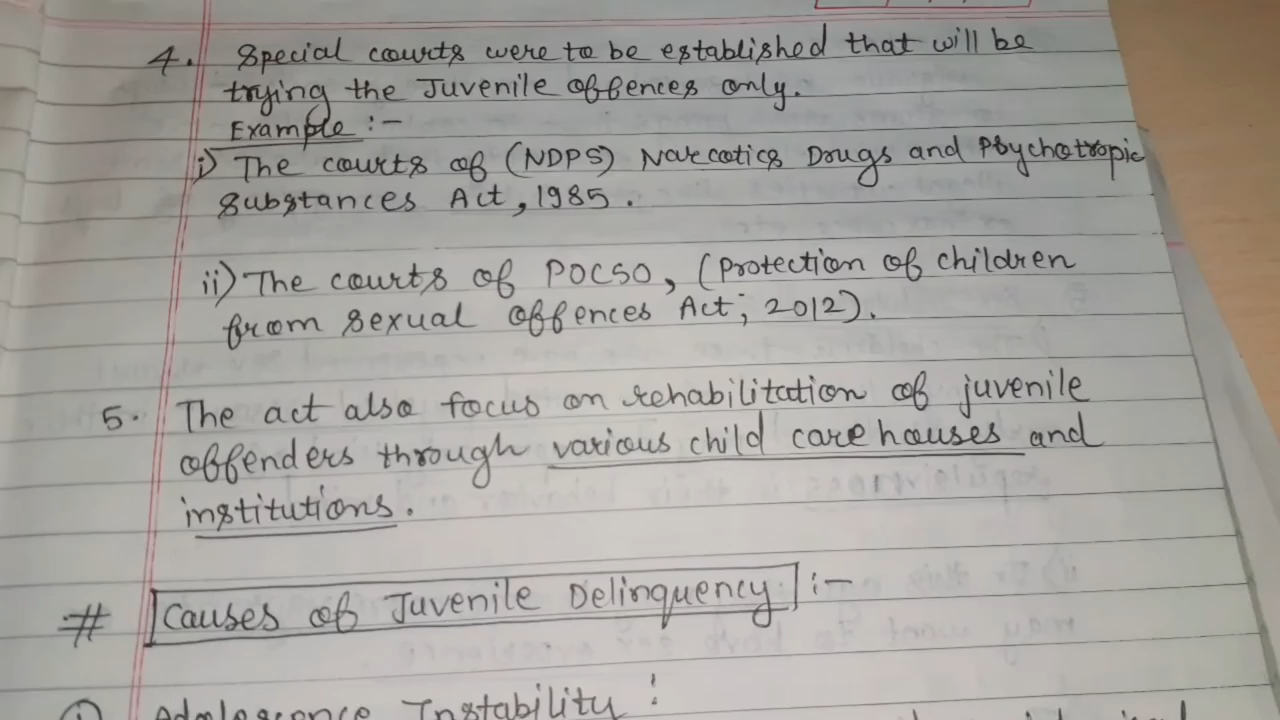 4. Special courts were to be established that will be
trying the Juvenile offences only.
Example :-
i) The courts of (NDPS) Narcotics Drugs and Psychotropic
Substances Act, 1985.
ii) The courts of POCSO, (Protection of children
from sexual offences Act; 2012).
5. The act also focus on rehabilitation of juvenile
offenders through various child care houses and
institutions.
# Causes of Juvenile Delinquency :-
① Adolescence Instability :